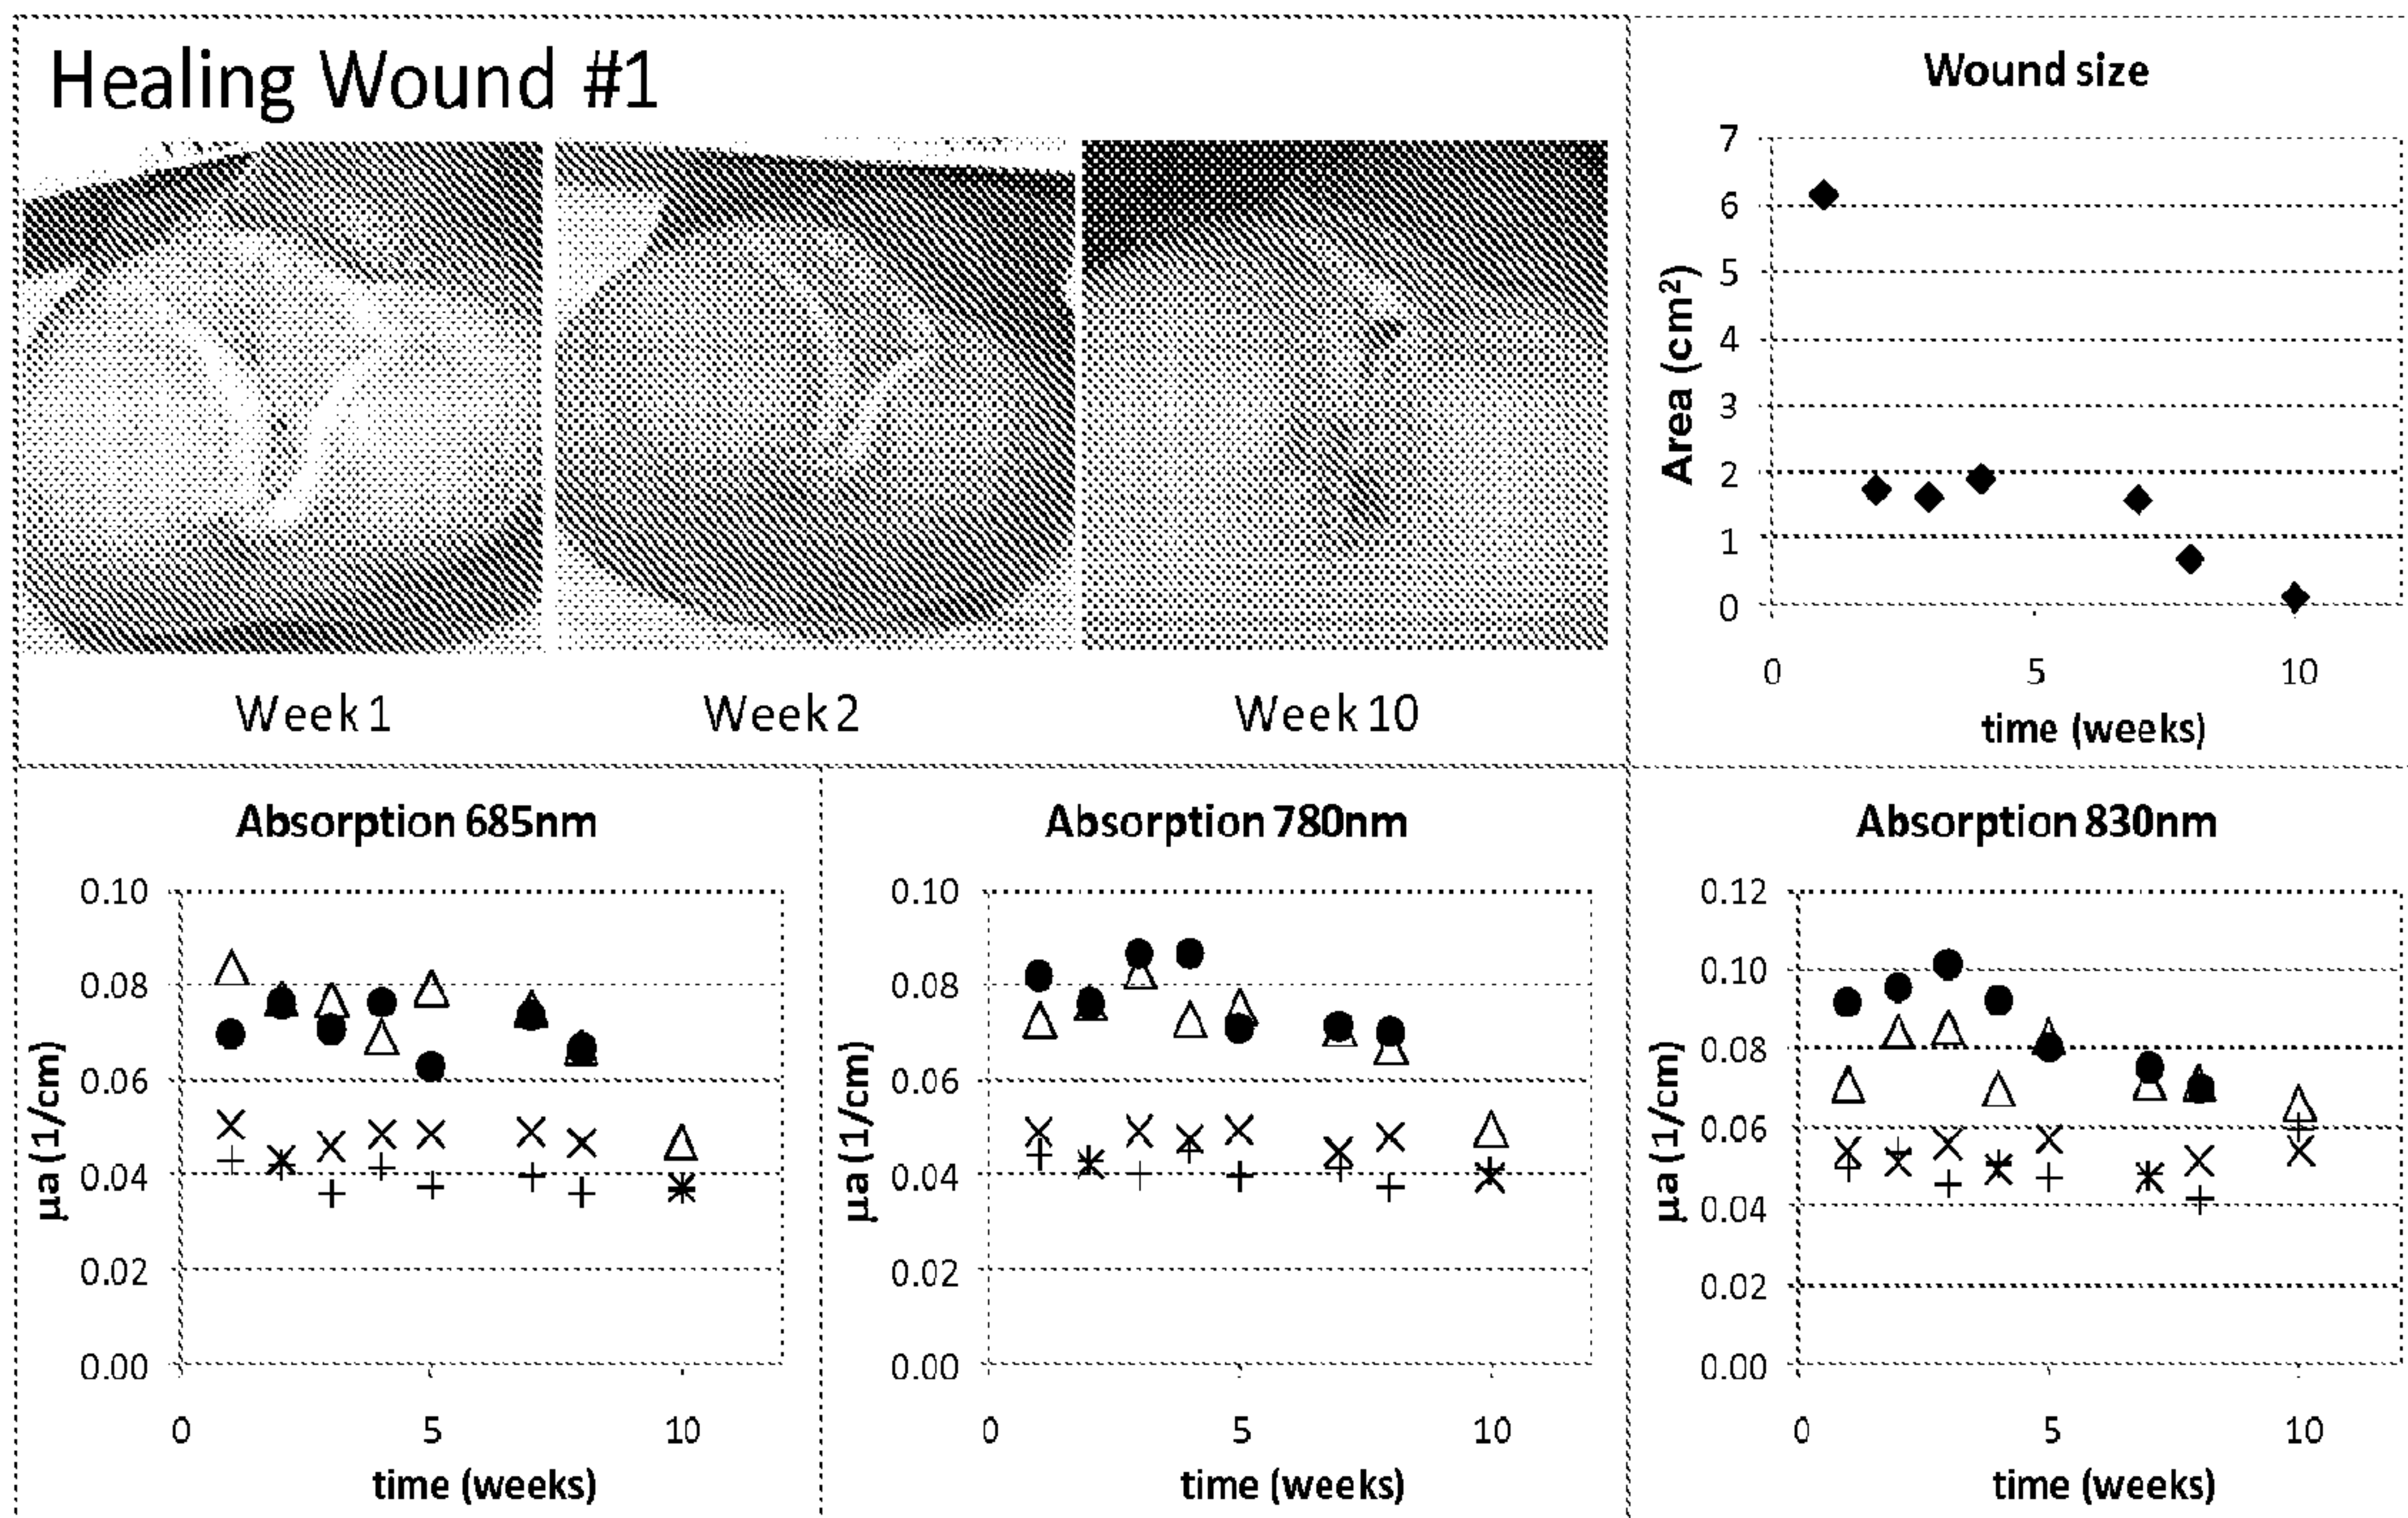 Healing Wound #1
Week 1
Week 2
Week 10
Wound size
7
6
5
4
3
2
1
0
Area (cm²)
0
5
10
time (weeks)
Absorption 685nm
0.10
0.08
0.06
0.04
0.02
0.00
µa (1/cm)
0
5
10
time (weeks)
Absorption 780nm
0.10
0.08
0.06
0.04
0.02
0.00
µa (1/cm)
0
5
10
time (weeks)
Absorption 830nm
0.12
0.10
0.08
0.06
0.04
0.02
0.00
µa (1/cm)
0
5
10
time (weeks)